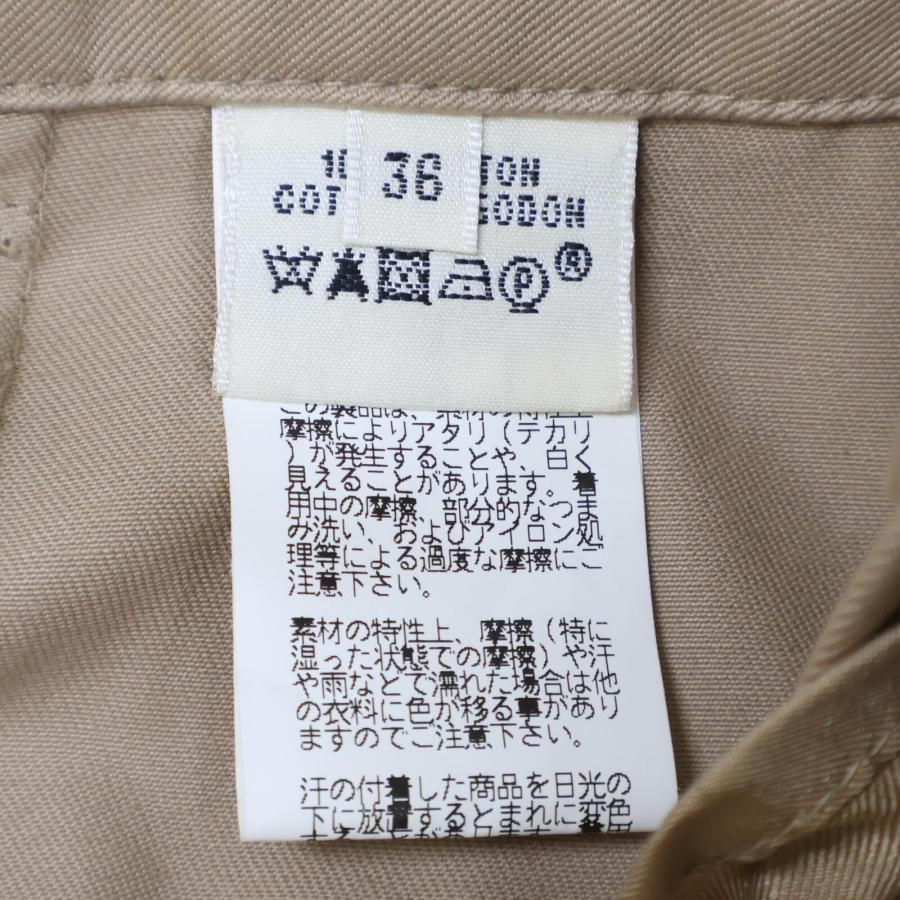 36
この製品は、素材の特性上
摩擦によりアタリ(テカリ
)が発生することや、白く
見えることがあります。着
用中の摩擦、部分的なつま
み洗い、およびアイロン処
理等による過度な摩擦にご
注意下さい。
素材の特性上、摩擦(特に
湿った状態での摩擦)や汗
や雨などで濡れた場合は他
の衣料に色が移る事があり
ますのでご注意下さい。
汗の付着した商品を日光の
下に放置するとまれに変色